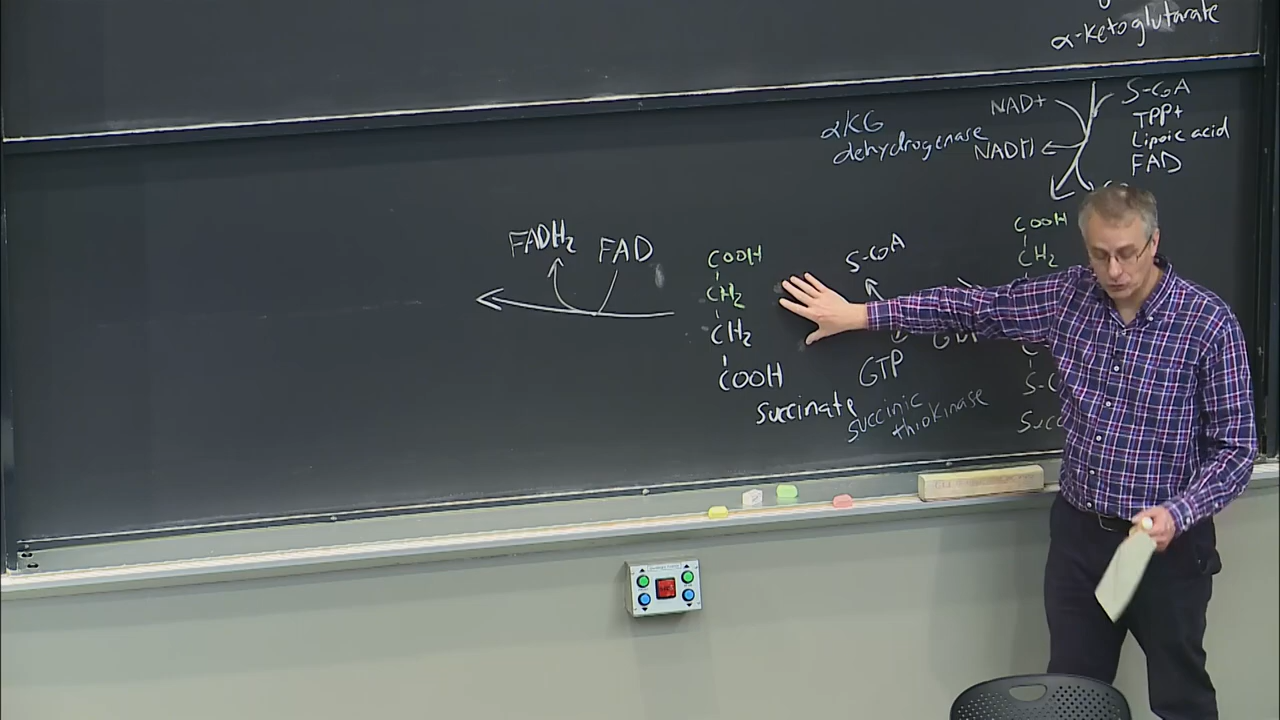 α-ketoglutarate
NAD+
S-CoA
TPP+
Lipoic acid
FAD
αKG
dehydrogenase
NADH
COOH
CH2
FADH2
FAD
COOH
CH2
CH2
COOH
Succinate
S-CoA
GTP
Succinic
thiokinase